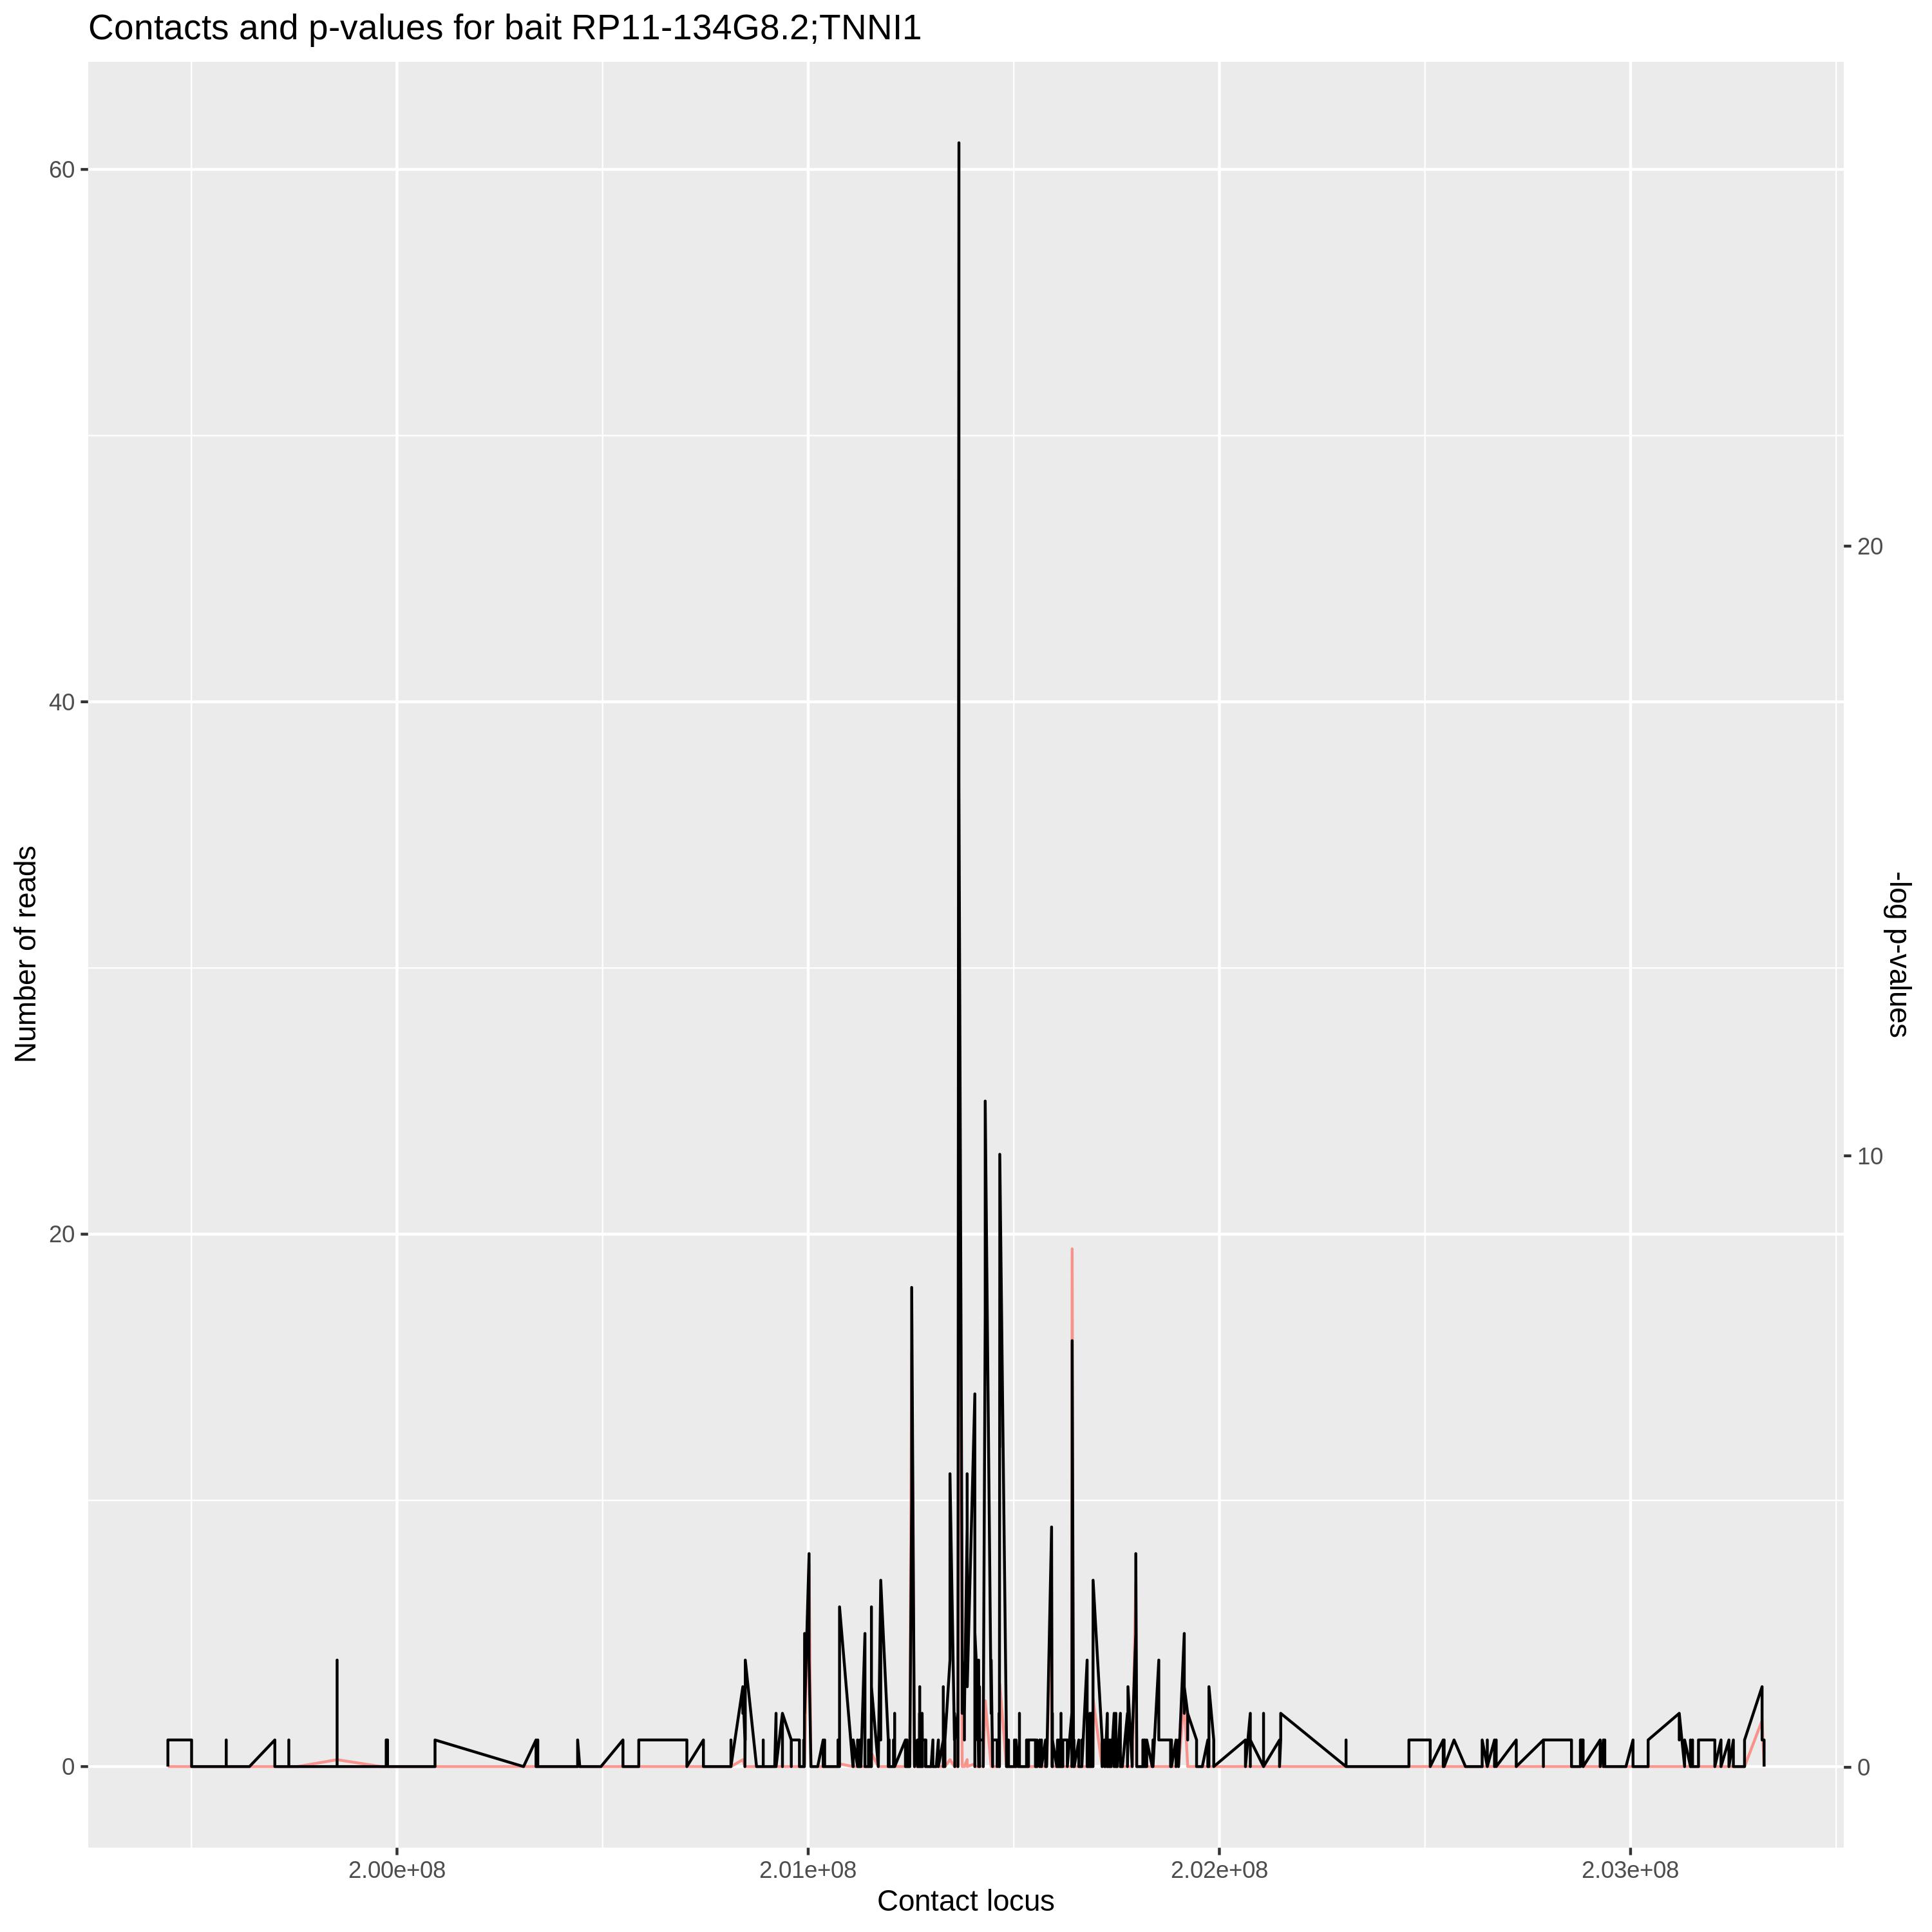 Contacts and p-values for bait RP11-134G8.2;TNNI1
60
40
20
0
Number of reads
20
10
0
-log p-values
2.00e+08 2.01e+08 2.02e+08 2.03e+08
Contact locus